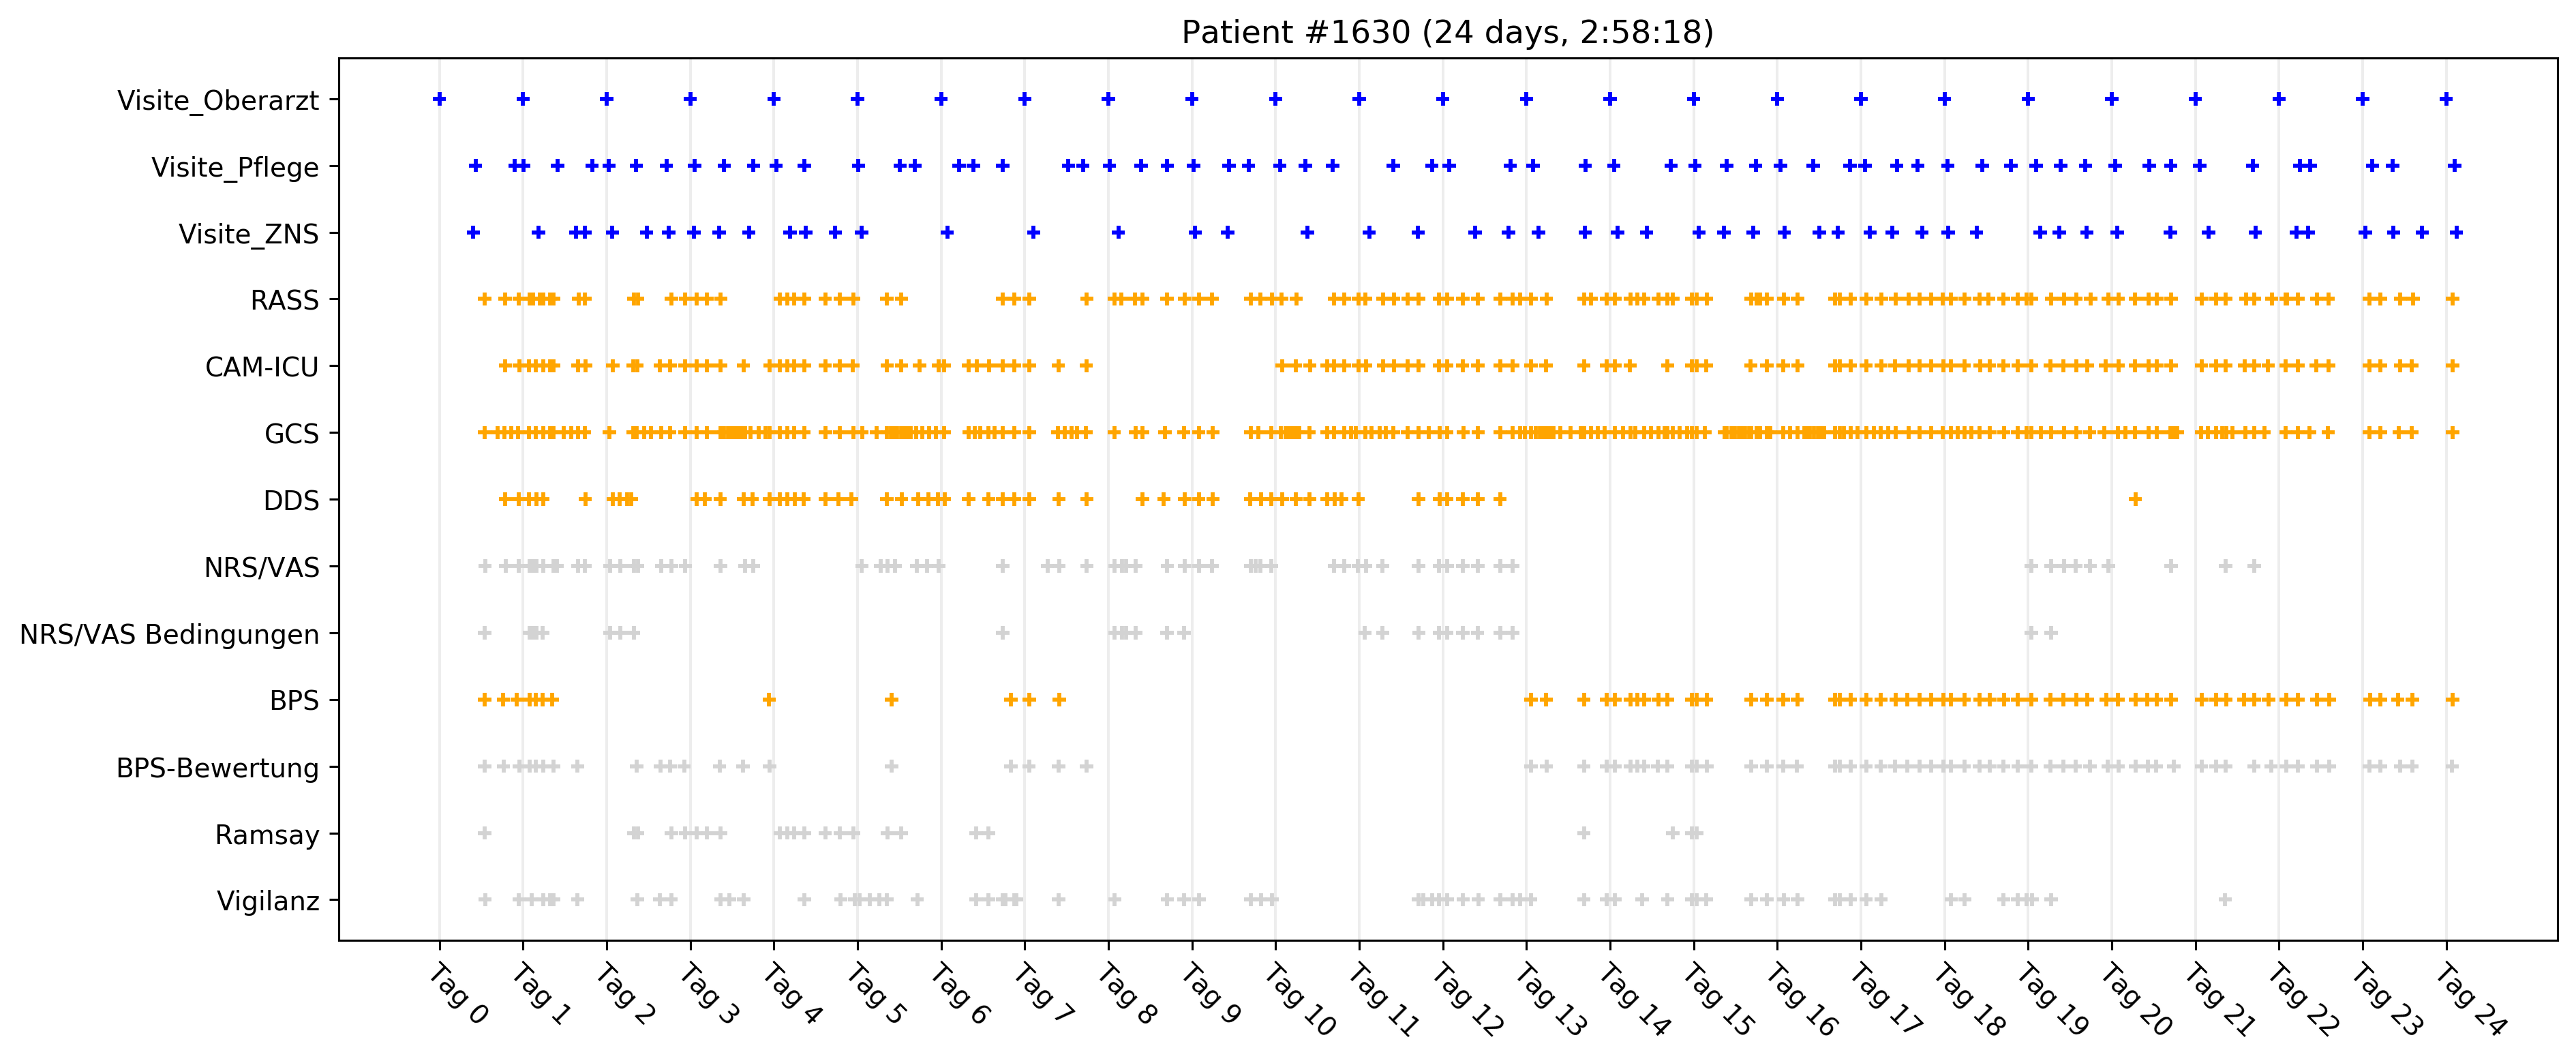 Patient #1630 (24 days, 2:58:18)
Visite_Oberarzt
Visite_Pflege
Visite_ZNS
RASS
CAM-ICU
GCS
DDS
NRS/VAS
NRS/VAS Bedingungen
BPS
BPS-Bewertung
Ramsay
Vigilanz
Tag 0
Tag 1
Tag 2
Tag 3
Tag 4
Tag 5
Tag 6
Tag 7
Tag 8
Tag 9
Tag 10
Tag 11
Tag 12
Tag 13
Tag 14
Tag 15
Tag 16
Tag 17
Tag 18
Tag 19
Tag 20
Tag 21
Tag 22
Tag 23
Tag 24